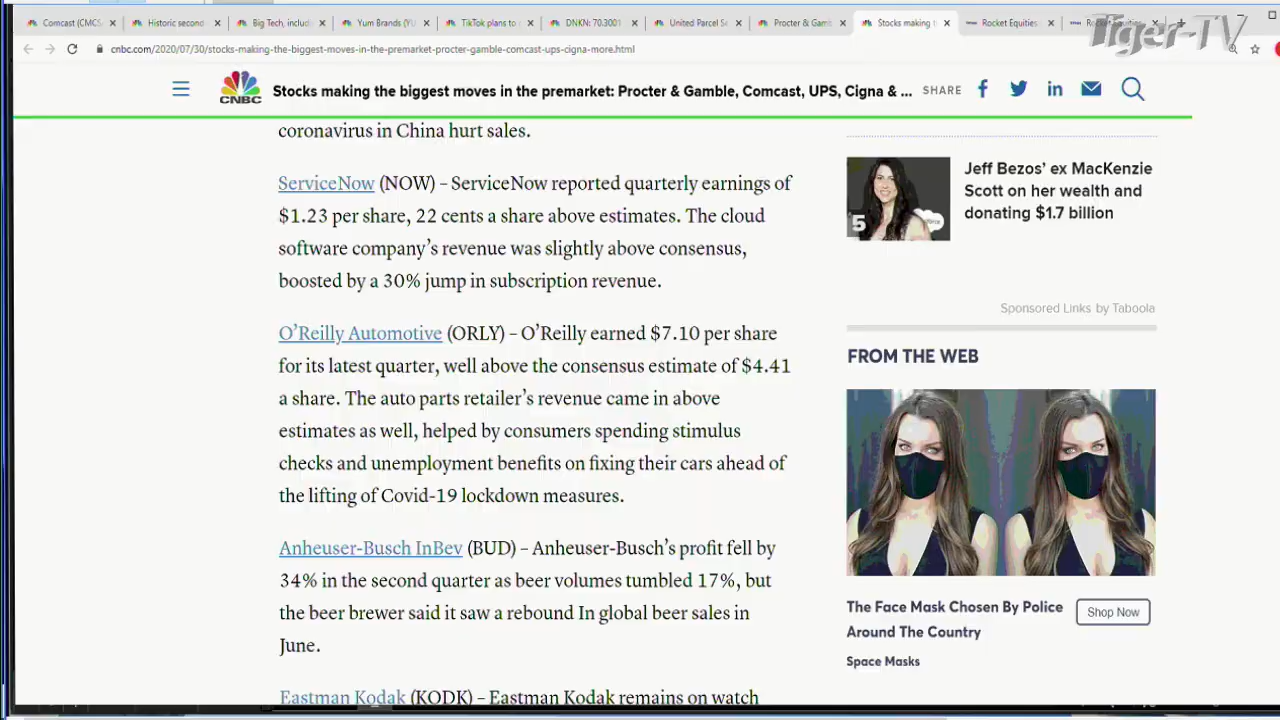 Comcast (CMCS
Historic second
Big Tech, includi
Yum Brands (YU
TikTok plans to s
DNKN: 70.3001
United Parcel Se
Procter & Gamb
Stocks making t
Rocket Equities
Rocket Equities
Tiger-TV
cnbc.com/2020/07/30/stocks-making-the-biggest-moves-in-the-premarket-procter-gamble-comcast-ups-cigna-more.html
CNBC
Stocks making the biggest moves in the premarket: Procter & Gamble, Comcast, UPS, Cigna & ...
SHARE
coronavirus in China hurt sales.
ServiceNow (NOW) – ServiceNow reported quarterly earnings of
$1.23 per share, 22 cents a share above estimates. The cloud
software company’s revenue was slightly above consensus,
boosted by a 30% jump in subscription revenue.
O’Reilly Automotive (ORLY) – O’Reilly earned $7.10 per share
for its latest quarter, well above the consensus estimate of $4.41
a share. The auto parts retailer’s revenue came in above
estimates as well, helped by consumers spending stimulus
checks and unemployment benefits on fixing their cars ahead of
the lifting of Covid-19 lockdown measures.
Anheuser-Busch InBev (BUD) – Anheuser-Busch’s profit fell by
34% in the second quarter as beer volumes tumbled 17%, but
the beer brewer said it saw a rebound In global beer sales in
June.
Eastman Kodak (KODK) – Eastman Kodak remains on watch
5
Jeff Bezos’ ex MacKenzie
Scott on her wealth and
donating $1.7 billion
Sponsored Links by Taboola
FROM THE WEB
The Face Mask Chosen By Police
Around The Country
Shop Now
Space Masks